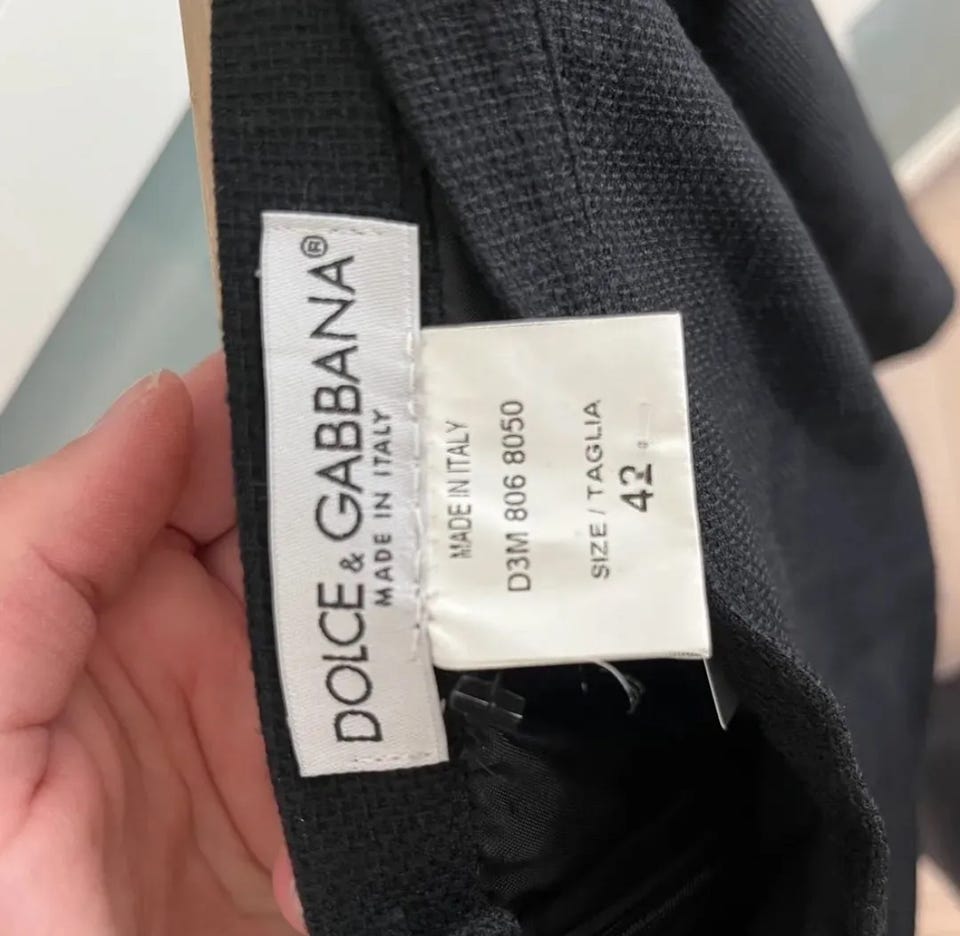 DOLCE & GABBANA®
MADE IN ITALY
MADE IN ITALY
D3M 806 8050
SIZE / TAGLIA
42